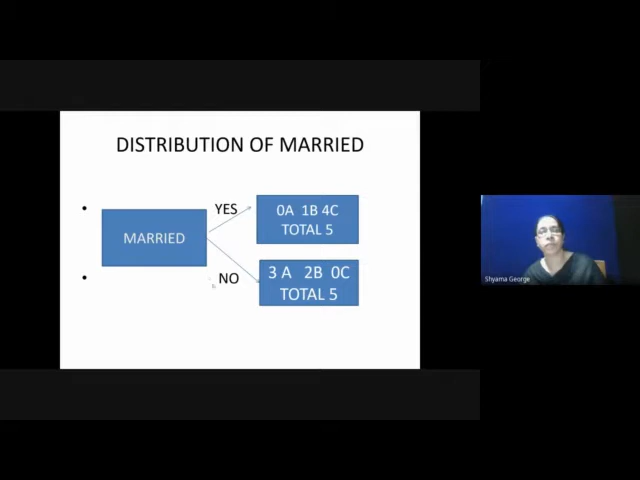 DISTRIBUTION OF MARRIED
YES
0A 1B 4C
TOTAL 5
MARRIED
NO
3 A 2B 0C
TOTAL 5
Shyama George